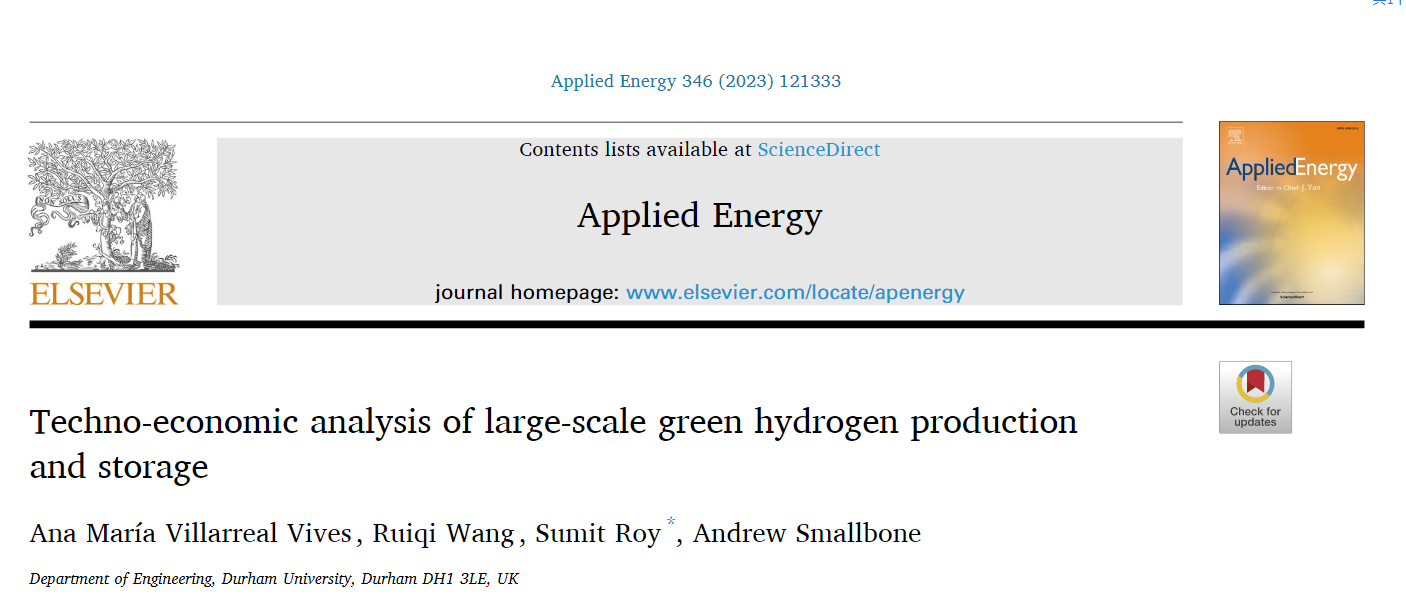 Applied Energy 346 (2023) 121333
NON SOLUS
ELSEVIER
Contents lists available at ScienceDirect
Applied Energy
journal homepage: www.elsevier.com/locate/apenergy
AppliedEnergy
Editor in Chief: J. Yan
ScienceDirect
Check for
updates
Techno-economic analysis of large-scale green hydrogen production
and storage
Ana María Villarreal Vives, Ruiqi Wang, Sumit Roy *, Andrew Smallbone
Department of Engineering, Durham University, Durham DH1 3LE, UK